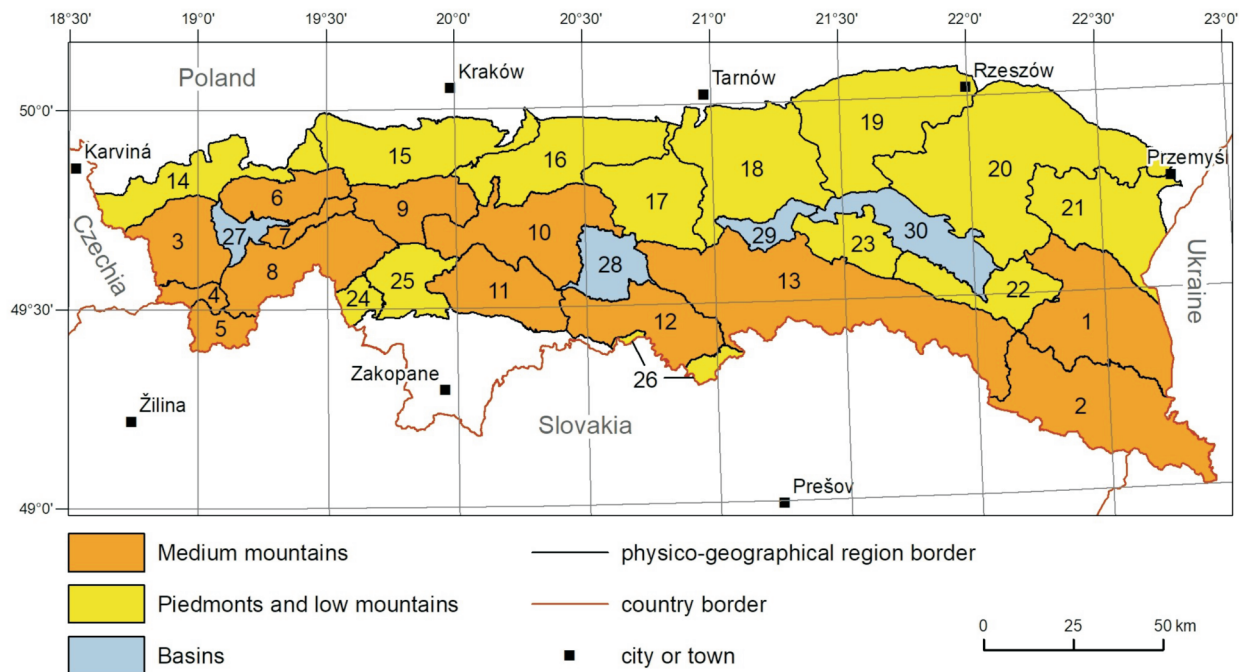 18°30' 19°0' 19°30' 20°0' 20°30' 21°0' 21°30' 22°0' 22°30' 23°0'
Poland
Kraków
Tarnów
Rzeszów
50°0'
Karviná
Przemyśl
14
15
16
17
18
19
20
21
Czechia
3
6
27
7
9
10
28
29
23
30
22
Ukraine
8
4
5
24
25
11
12
13
1
2
49°30'
26
Zakopane
Žilina
Slovakia
Prešov
49°0'
Medium mountains
physico-geographical region border
Piedmonts and low mountains
country border
0 25 50 km
Basins
city or town